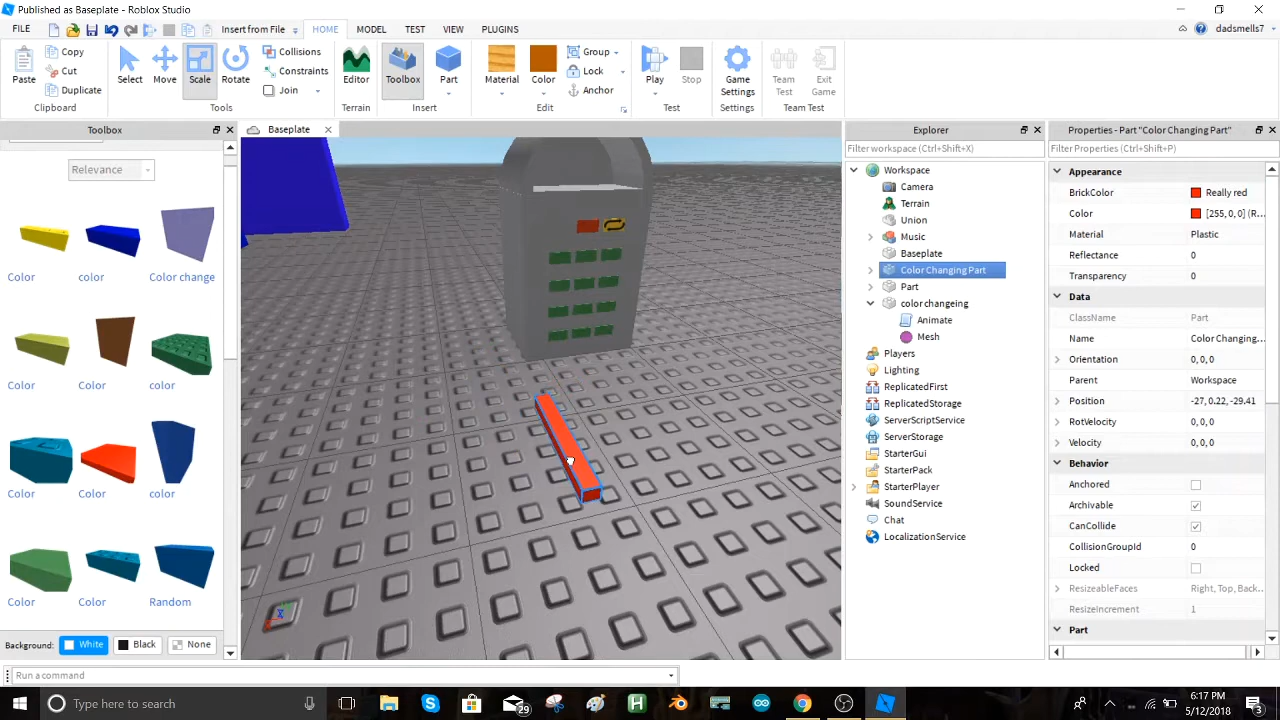 Published as Baseplate - Roblox Studio
FILE
Insert from File
HOME
MODEL
TEST
VIEW
PLUGINS
dadsmells7
Paste
Copy
Cut
Duplicate
Clipboard
Select
Move
Scale
Rotate
Collisions
Constraints
Join
Tools
Editor
Terrain
Toolbox
Part
Insert
Material
Color
Group
Lock
Anchor
Edit
Play
Stop
Test
Game Settings
Settings
Team Test
Exit Game
Team Test
Toolbox
Relevance
Color
color
Color change
Color
Color
color
Color
Color
color
Color
Color
Random
Background:
White
Black
None
Baseplate
Explorer
Filter workspace (Ctrl+Shift+X)
Workspace
Camera
Terrain
Union
Music
Baseplate
Color Changing Part
Part
color changeing
Animate
Mesh
Players
Lighting
ReplicatedFirst
ReplicatedStorage
ServerScriptService
ServerStorage
StarterGui
StarterPack
StarterPlayer
SoundService
Chat
LocalizationService
Properties - Part "Color Changing Part"
Filter Properties (Ctrl+Shift+P)
Appearance
BrickColor Really red
Color [255, 0, 0] (R...
Material Plastic
Reflectance 0
Transparency 0
Data
ClassName Part
Name Color Changing...
Orientation 0, 0, 0
Parent Workspace
Position -27, 0.22, -29.41
RotVelocity 0, 0, 0
Velocity 0, 0, 0
Behavior
Anchored
Archivable
CanCollide
CollisionGroupId 0
Locked
ResizeableFaces Right, Top, Back...
ResizeIncrement 1
Part
Run a command
Type here to search
29
6:17 PM
5/12/2018
3